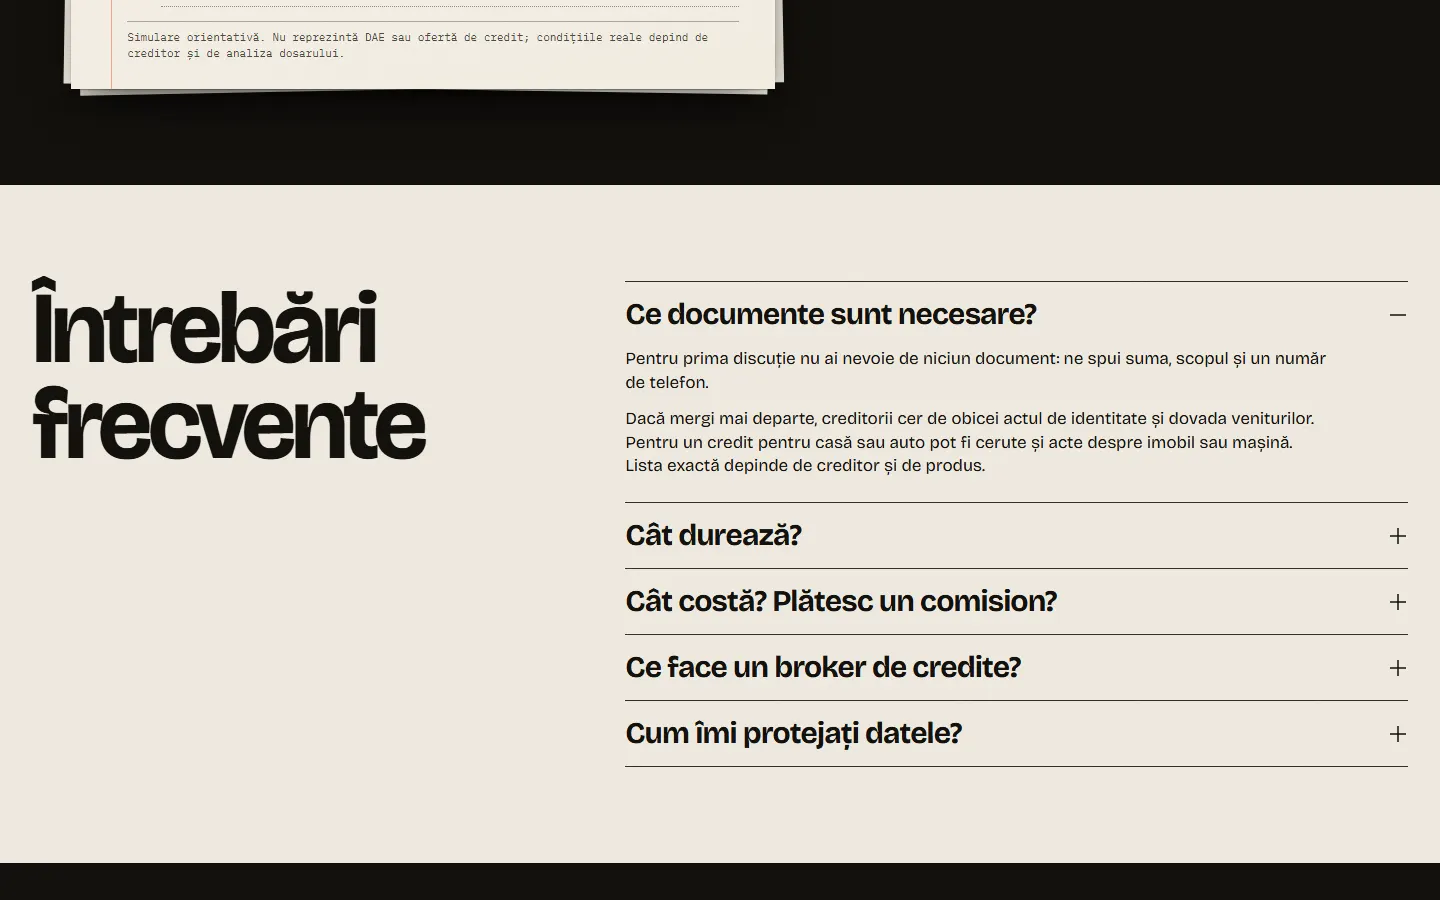 Simulare orientativă. Nu reprezintă DAE sau ofertă de credit; condițiile reale depind de
creditor și de analiza dosarului.
Întrebări
frecvente
Ce documente sunt necesare?
Pentru prima discuție nu ai nevoie de niciun document: ne spui suma, scopul și un număr
de telefon.
Dacă mergi mai departe, creditorii cer de obicei actul de identitate și dovada veniturilor.
Pentru un credit pentru casă sau auto pot fi cerute și acte despre imobil sau mașină.
Lista exactă depinde de creditor și de produs.
Cât durează?
Cât costă? Plătesc un comision?
Ce face un broker de credite?
Cum îmi protejați datele?